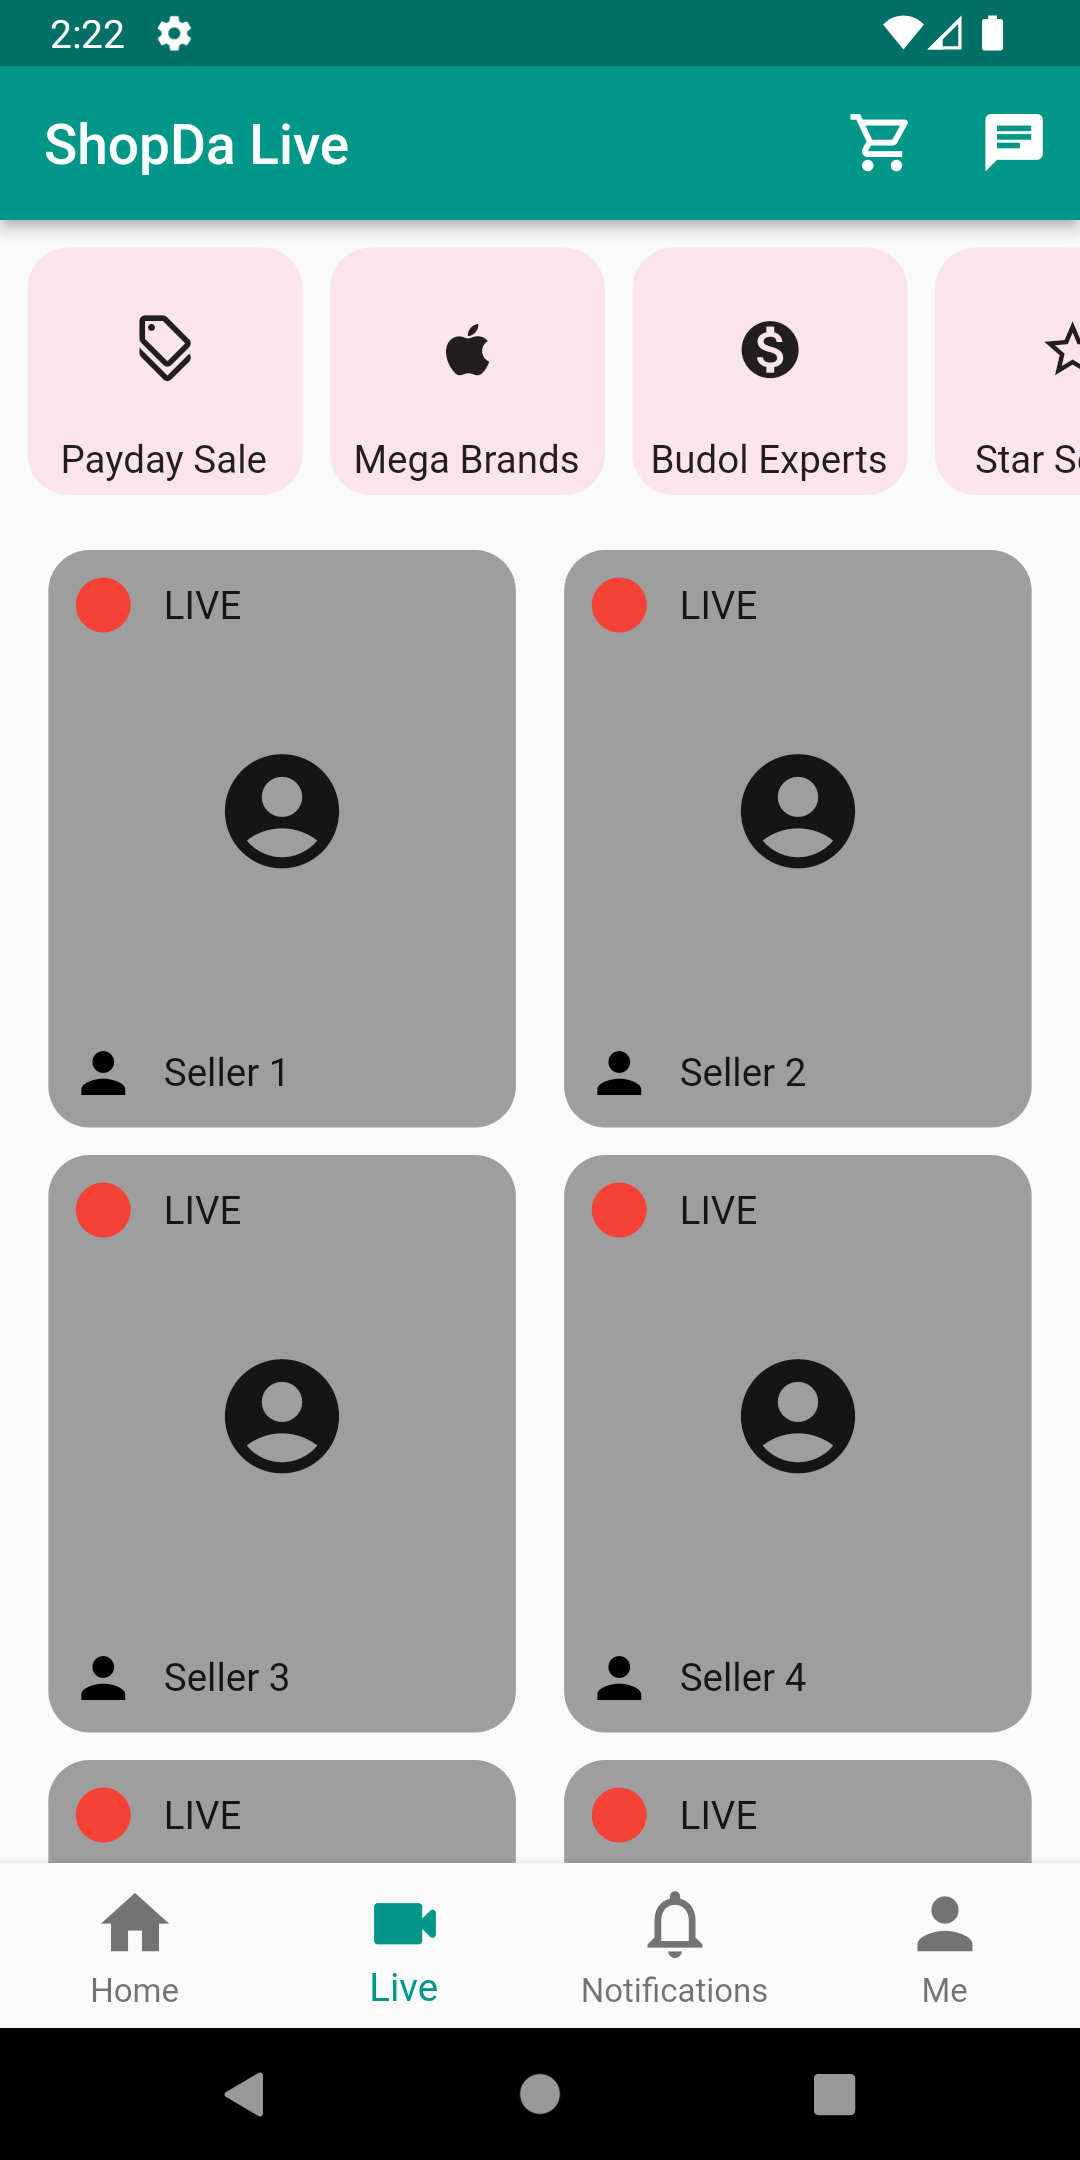 2:22
ShopDa Live
Payday Sale
Mega Brands
Budol Experts
Star S
LIVE
LIVE
Seller 1
Seller 2
LIVE
LIVE
Seller 3
Seller 4
LIVE
LIVE
Home
Live
Notifications
Me